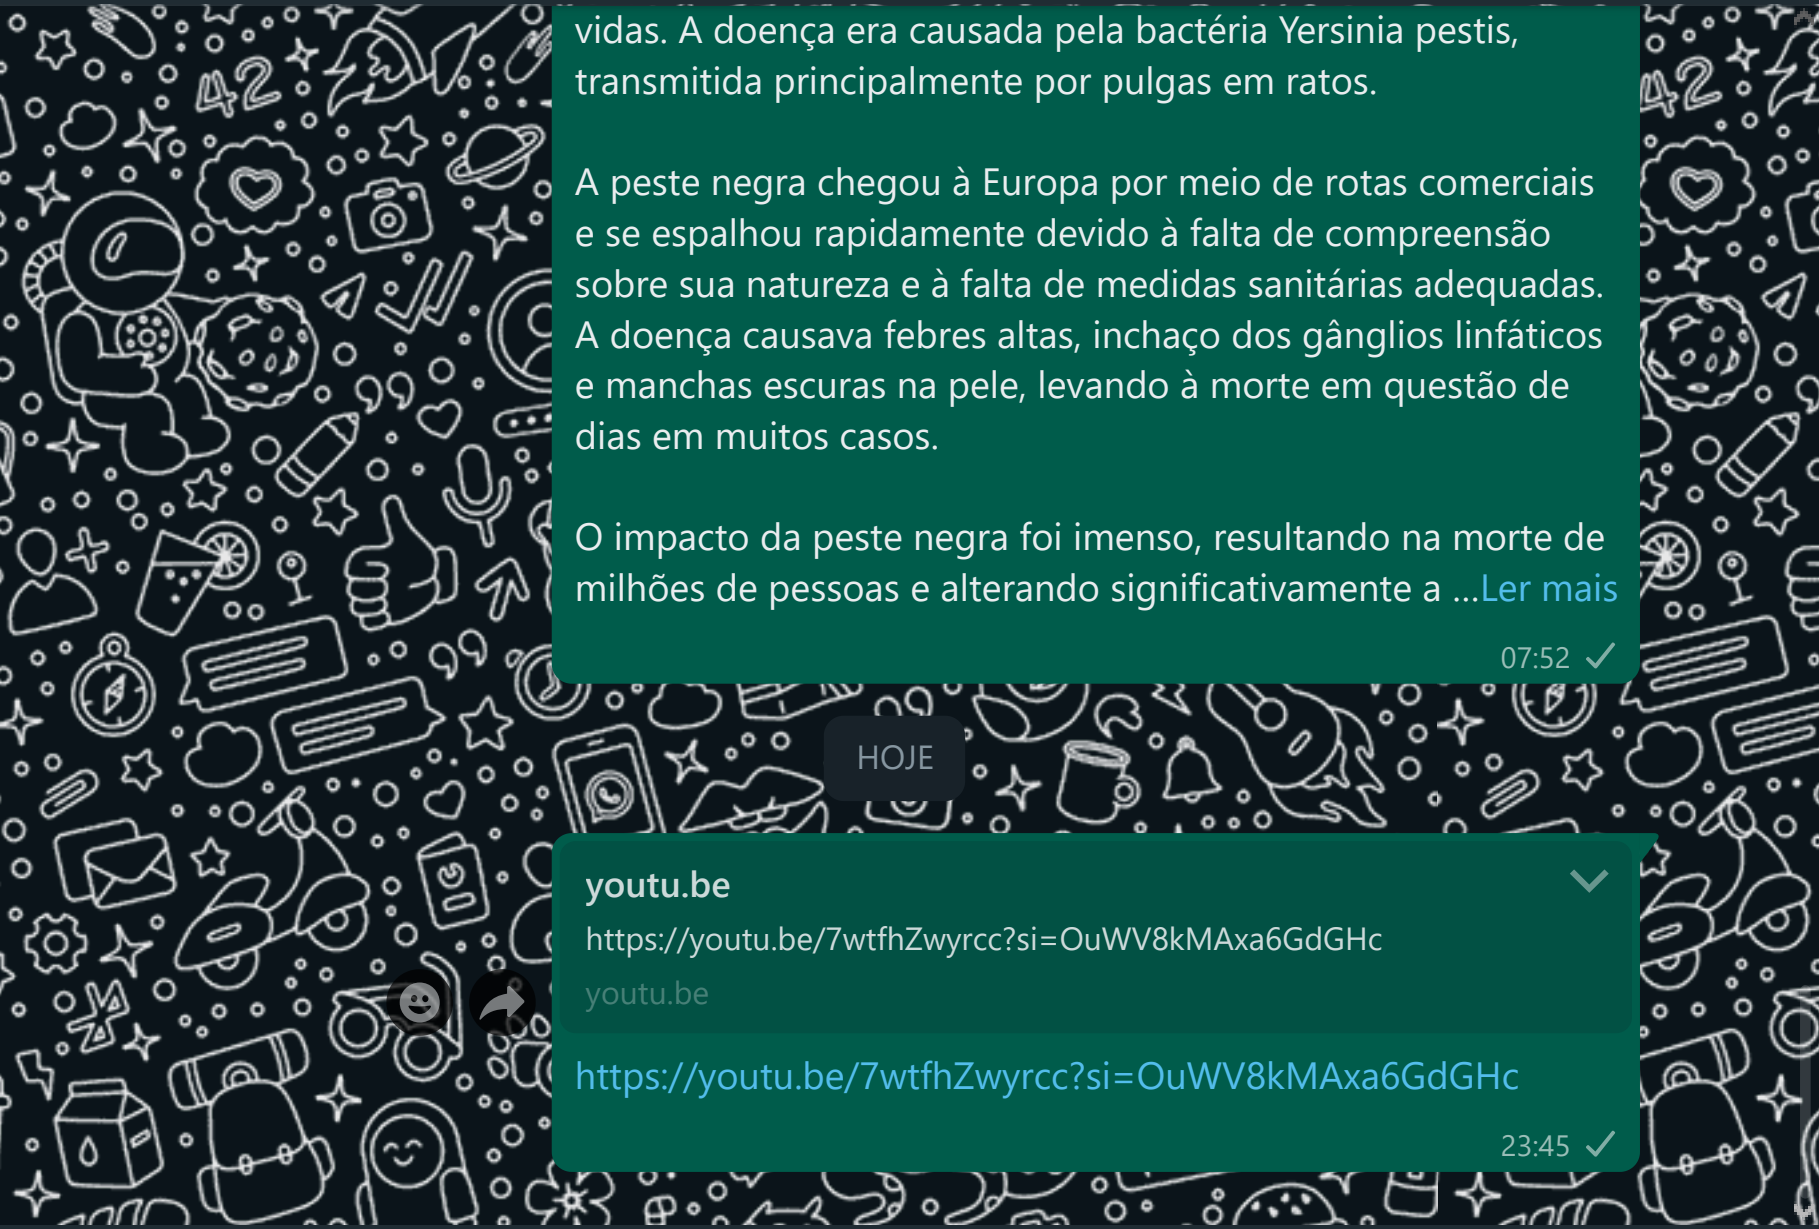 vidas. A doença era causada pela bactéria Yersinia pestis,
transmitida principalmente por pulgas em ratos.
A peste negra chegou à Europa por meio de rotas comerciais
e se espalhou rapidamente devido à falta de compreensão
sobre sua natureza e à falta de medidas sanitárias adequadas.
A doença causava febres altas, inchaço dos gânglios linfáticos
e manchas escuras na pele, levando à morte em questão de
dias em muitos casos.
O impacto da peste negra foi imenso, resultando na morte de
milhões de pessoas e alterando significativamente a ...Ler mais
07:52
HOJE
youtu.be
https://youtu.be/7wtfhZwyrcc?si=OuWV8kMAxa6GdGHc
youtu.be
https://youtu.be/7wtfhZwyrcc?si=OuWV8kMAxa6GdGHc
23:45
42
42